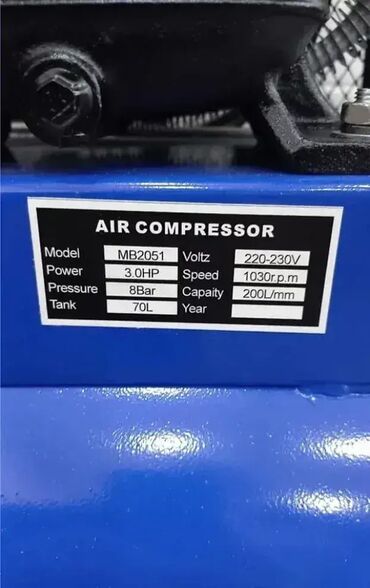 AIR COMPRESSOR
Model MB2051 Voltz 220-230V
Power 3.0HP Speed 1030r.p.m
Pressure 8Bar Capaity 200L/mm
Tank 70L Year